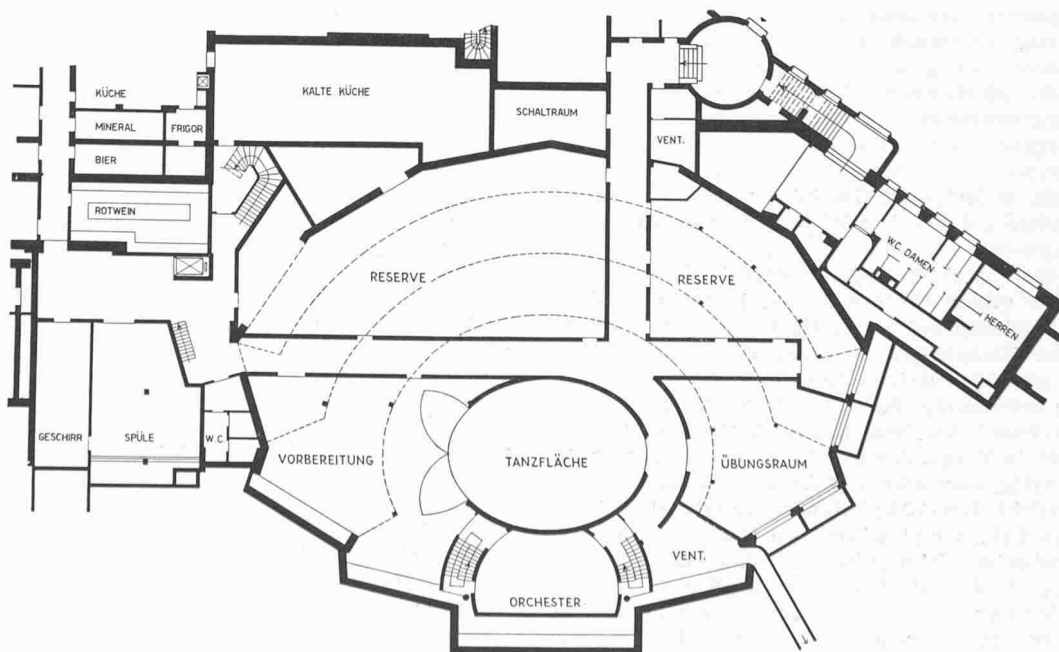 KÜCHE
KALTE KÜCHE
MINERAL
FRIGOR
SCHALTRAUM
VENT.
BIER
ROTWEIN
W.C. DAMEN
RESERVE
RESERVE
HERREN
GESCHIRR
SPÜLE
W.C.
VORBEREITUNG
TANZFLÄCHE
ÜBUNGSRAUM
VENT.
ORCHESTER